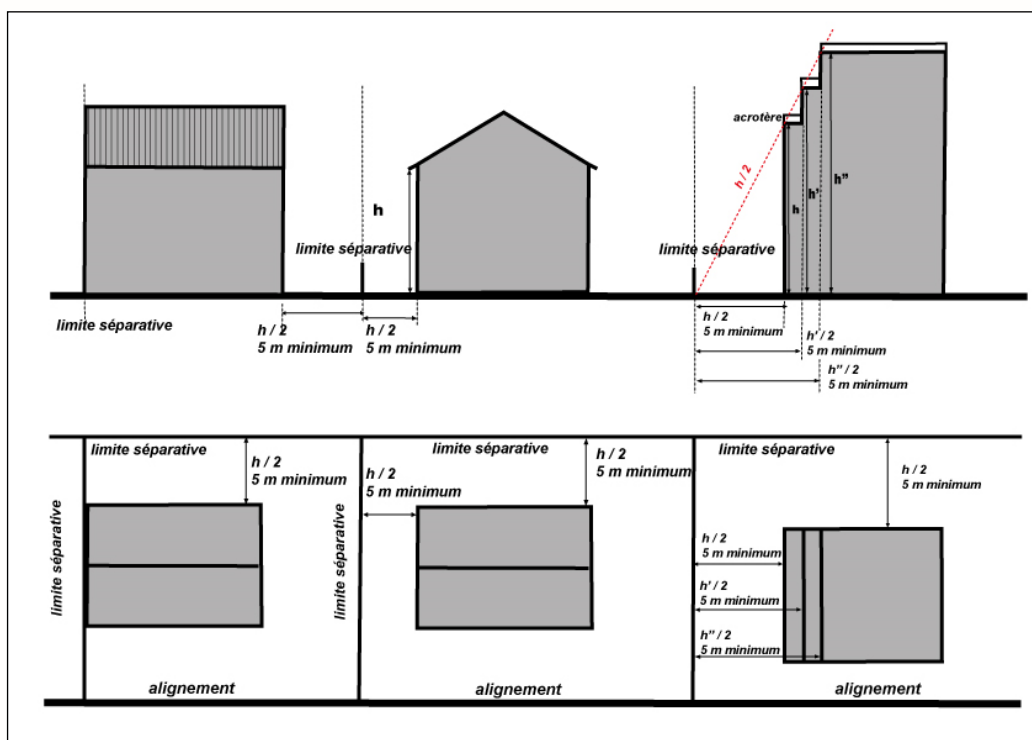 acrotère
h / 2
h
h'
h"
h
limite séparative
limite séparative
limite séparative
h / 2
5 m minimum
h / 2
5 m minimum
h / 2
5 m minimum
h' / 2
5 m minimum
h" / 2
5 m minimum
limite séparative
limite séparative
limite séparative
h / 2
5 m minimum
h / 2
5 m minimum
h / 2
5 m minimum
h / 2
5 m minimum
limite séparative
limite séparative
h / 2
5 m minimum
h' / 2
5 m minimum
h" / 2
5 m minimum
alignement
alignement
alignement